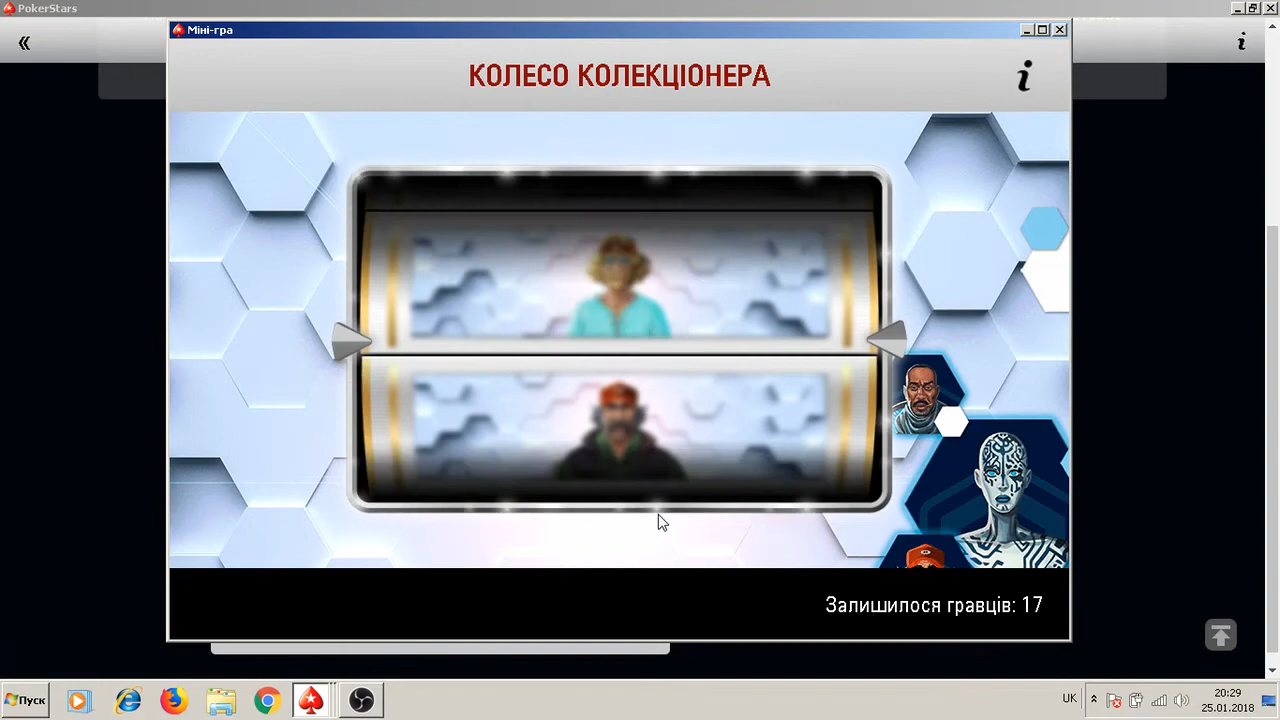 PokerStars
Міні-гра
КОЛЕСО КОЛЕКЦІОНЕРА
Залишилося гравців: 17
Пуск
UK
20:29
25.01.2018